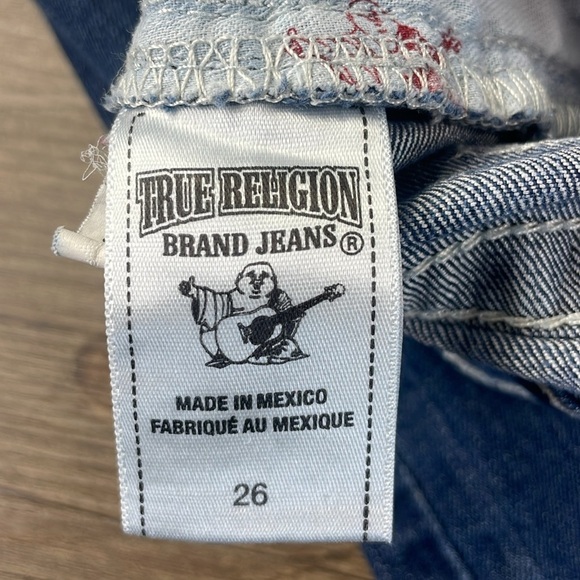 TRUE RELIGION
BRAND JEANS®
MADE IN MEXICO
FABRIQUÉ AU MEXIQUE
26